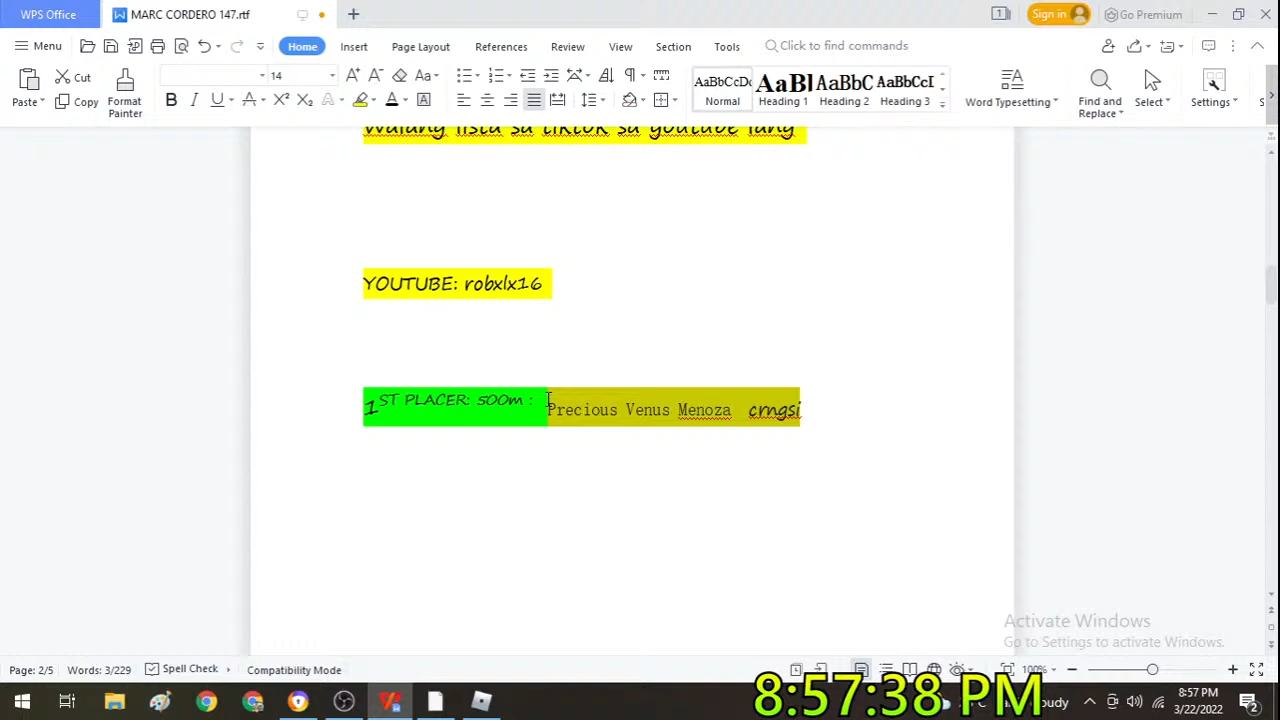 WPS Office
MARC CORDERO 147.rtf
Sign in
Go Premium
Menu
Home
Insert
Page Layout
References
Review
View
Section
Tools
Click to find commands
Paste
Cut
Copy
Format
Painter
14
AaBbCcDd
Normal
AaBl
Heading 1
AaBbC
Heading 2
AaBbCcI
Heading 3
Word Typesetting
Find and
Replace
Select
Settings
Walang lista sa tiktok sa youtube lang
YOUTUBE: robxlx16
1ST PLACER: 500m : Precious Venus Menoza crngsi
Activate Windows
Go to Settings to activate Windows.
Page: 2/5
Words: 3/229
Spell Check
Compatibility Mode
100%
8:57:38 PM
8:57 PM
3/22/2022